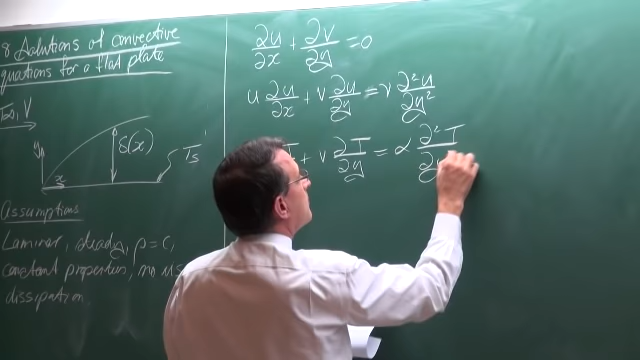 8 Solutions of convective
equations for a flat plate
T∞, V
y
x
δ(x)
Ts
Assumptions
Laminar, steady, ρ=c,
constant properties, no
dissipation.
∂u/∂x + ∂v/∂y = 0
u ∂u/∂x + v ∂u/∂y = ν ∂²u/∂y²
+ v ∂T/∂y = α ∂²T/∂